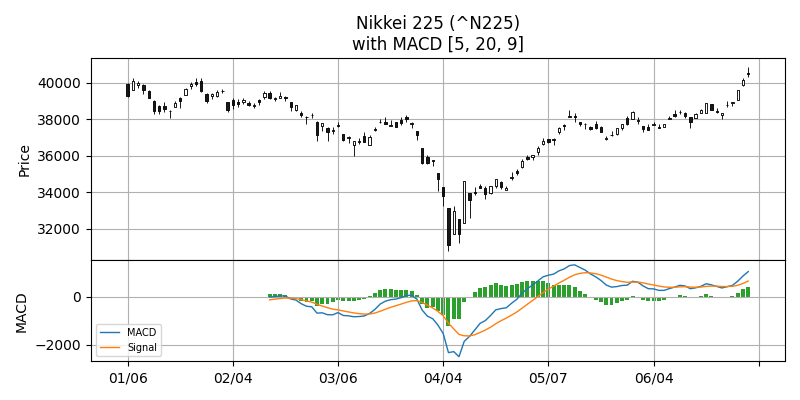 Nikkei 225 (^N225)
with MACD [5, 20, 9]
Price
40000
38000
36000
34000
32000
MACD
0
−2000
MACD
Signal
01/06
02/04
03/06
04/04
05/07
06/04